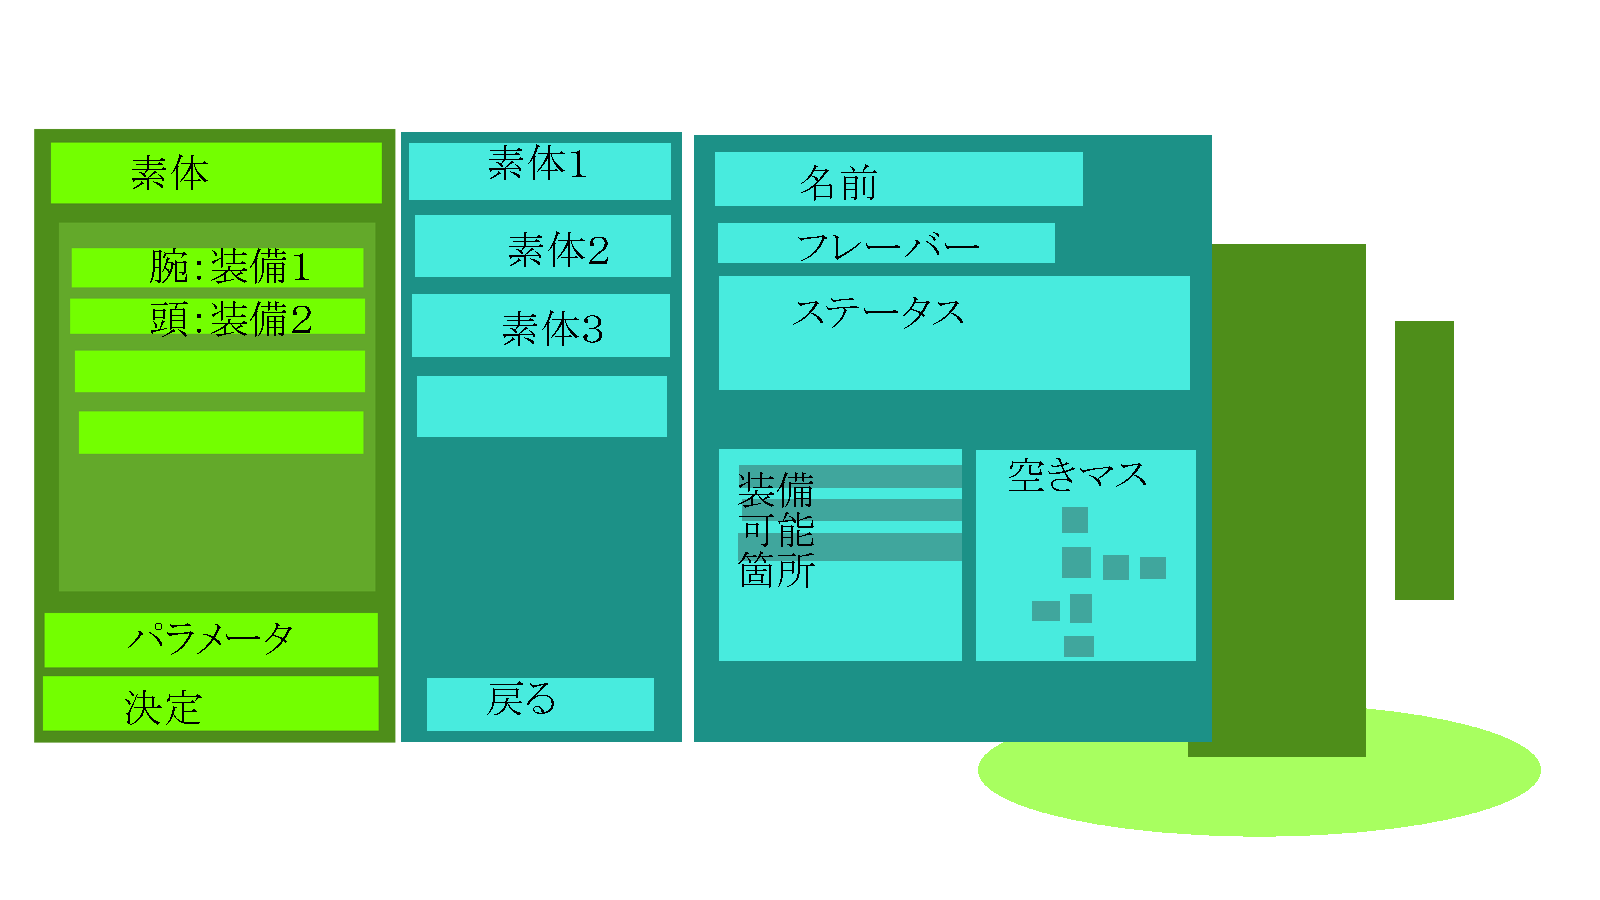 素体
腕:装備1
頭:装備2
パラメータ
決定
素体1
素体2
素体3
戻る
名前
フレーバー
ステータス
装備
可能
箇所
空きマス